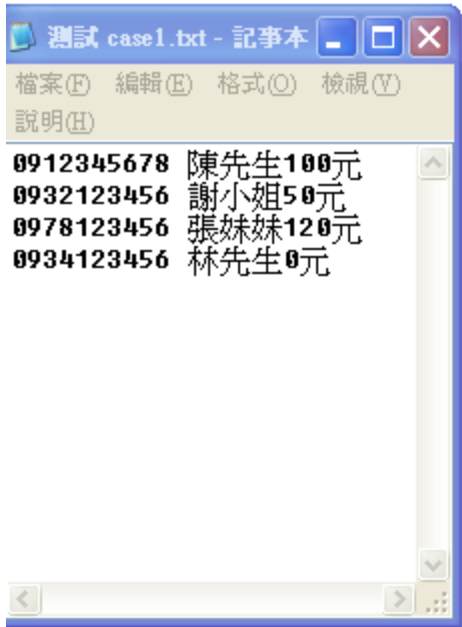 測試 case1.txt - 記事本
檔案(F) 編輯(E) 格式(O) 檢視(V)
說明(H)
0912345678 陳先生100元
0932123456 謝小姐50元
0978123456 張妹妹120元
0934123456 林先生0元